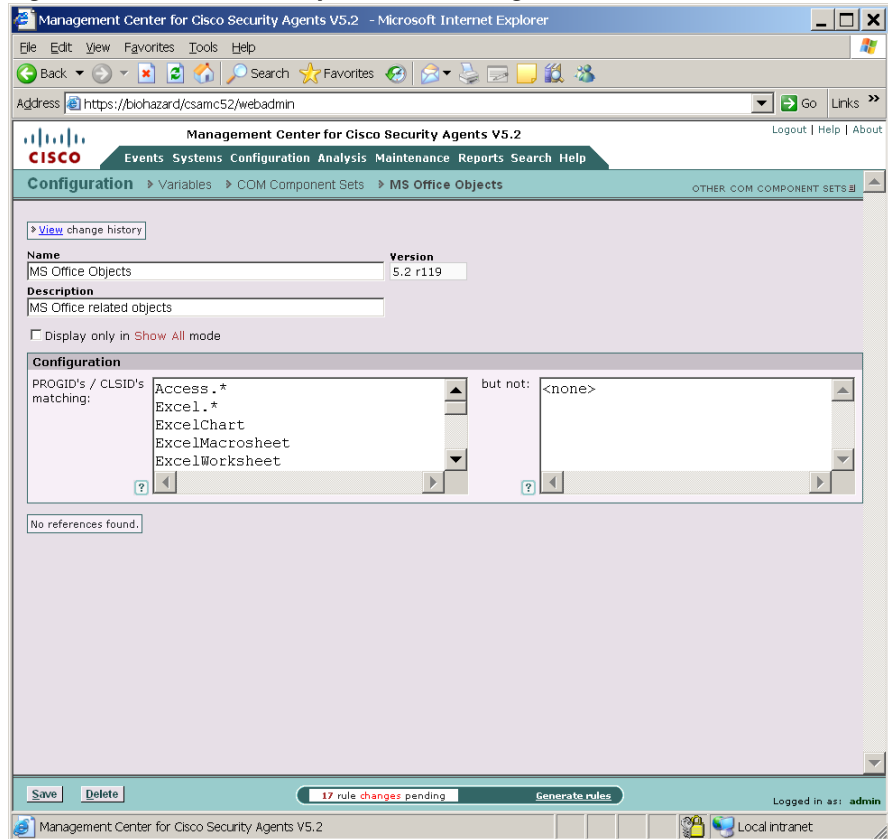 Management Center for Cisco Security Agents V5.2 - Microsoft Internet Explorer
File Edit View Favorites Tools Help
Back Search Favorites
Address https://biohazard/csamc52/webadmin Go Links »
Management Center for Cisco Security Agents V5.2 Logout | Help | About
CISCO Events Systems Configuration Analysis Maintenance Reports Search Help
Configuration Variables COM Component Sets MS Office Objects OTHER COM COMPONENT SETS
View change history
Name Version
MS Office Objects 5.2 r119
Description
MS Office related objects
Display only in Show All mode
Configuration
PROGID's / CLSID's matching: but not:
Access.* <none>
Excel.*
ExcelChart
ExcelMacrosheet
ExcelWorksheet
? ?
No references found.
Save Delete 17 rule changes pending Generate rules Logged in as: admin
Management Center for Cisco Security Agents V5.2 Local intranet